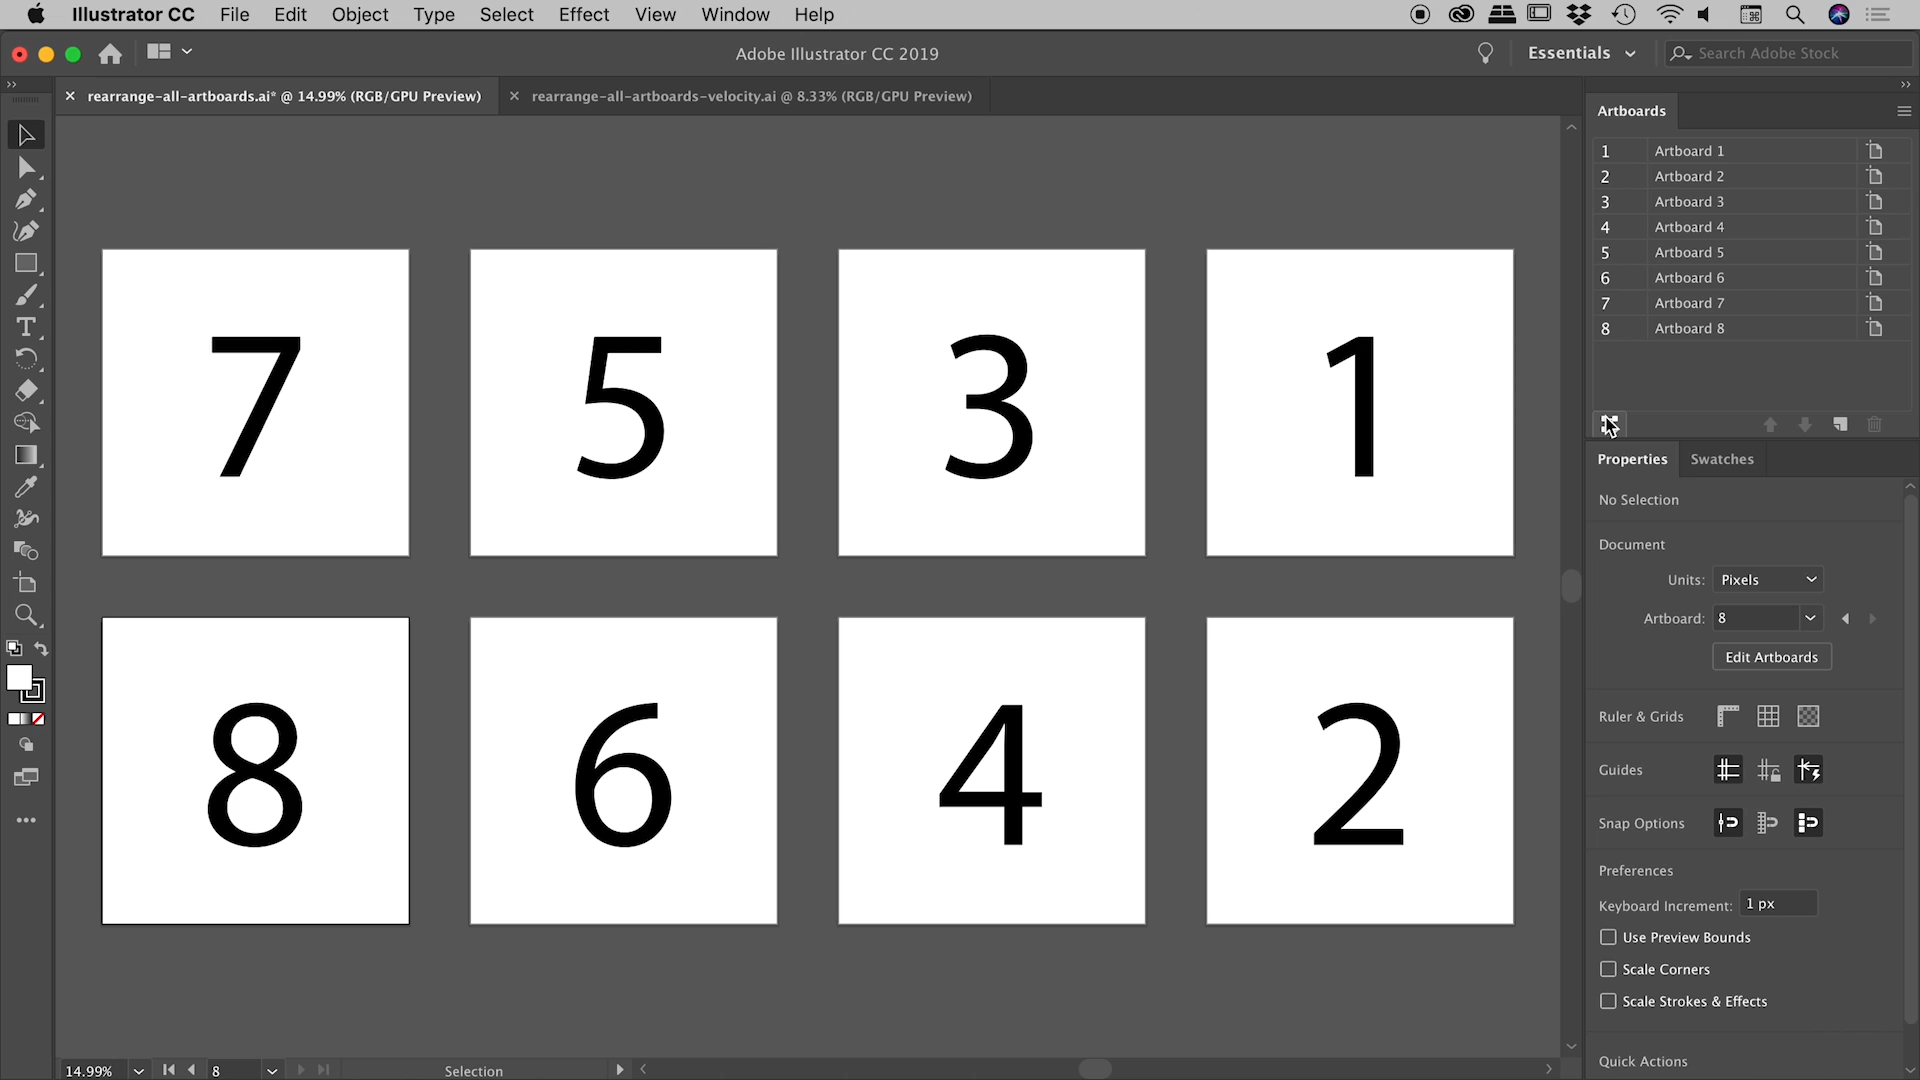 Illustrator CC File Edit Object Type Select Effect View Window Help
Adobe Illustrator CC 2019
Essentials
Search Adobe Stock
rearrange-all-artboards.ai* @ 14.99% (RGB/GPU Preview)
rearrange-all-artboards-velocity.ai @ 8.33% (RGB/GPU Preview)
7 5 3 1
8 6 4 2
Artboards
1 Artboard 1
2 Artboard 2
3 Artboard 3
4 Artboard 4
5 Artboard 5
6 Artboard 6
7 Artboard 7
8 Artboard 8
Properties Swatches
No Selection
Document
Units: Pixels
Artboard: 8
Edit Artboards
Ruler & Grids
Guides
Snap Options
Preferences
Keyboard Increment: 1 px
Use Preview Bounds
Scale Corners
Scale Strokes & Effects
Quick Actions
14.99% 8 Selection